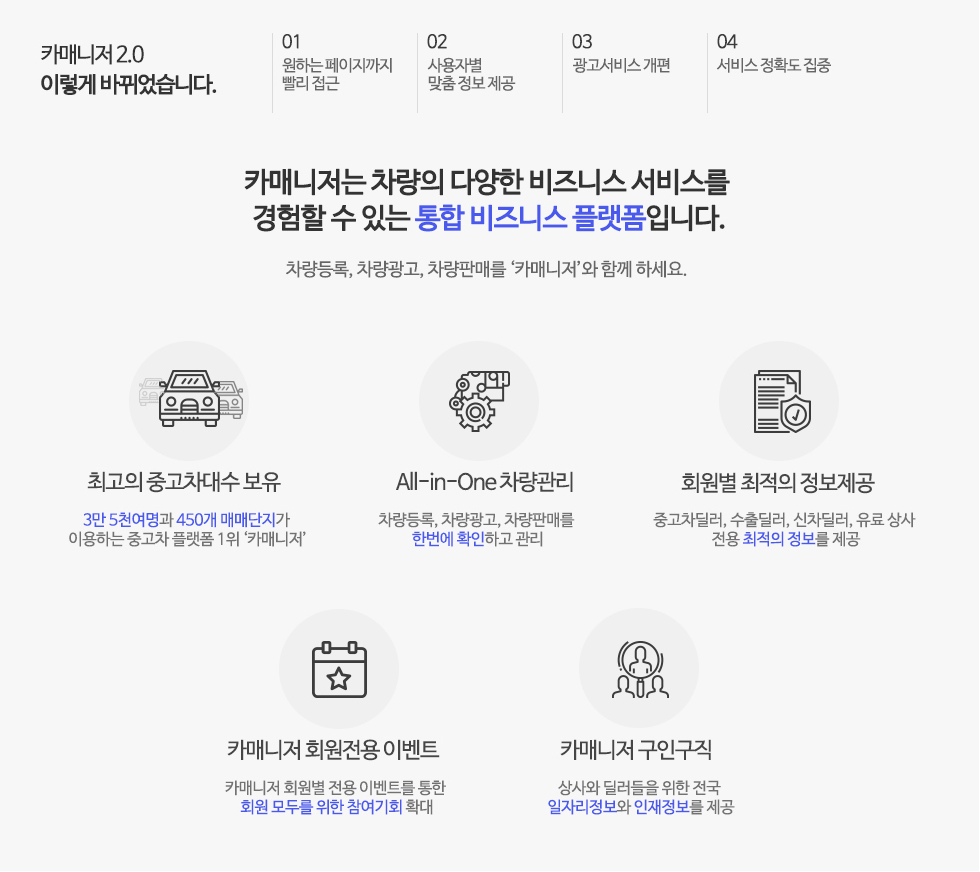 카매니저 2.0
이렇게 바뀌었습니다.
01
원하는 페이지까지
빨리 접근
02
사용자별
맞춤 정보 제공
03
광고서비스 개편
04
서비스 정확도 집중
카매니저는 차량의 다양한 비즈니스 서비스를
경험할 수 있는 통합 비즈니스 플랫폼입니다.
차량등록, 차량광고, 차량판매를 ‘카매니저’와 함께 하세요.
최고의 중고차대수 보유
3만 5천여명과 450개 매매단지가
이용하는 중고차 플랫폼 1위 ‘카매니저’
All-in-One 차량관리
차량등록, 차량광고, 차량판매를
한번에 확인하고 관리
회원별 최적의 정보제공
중고차딜러, 수출딜러, 신차딜러, 유료 상사
전용 최적의 정보를 제공
카매니저 회원전용 이벤트
카매니저 회원별 전용 이벤트를 통한
회원 모두를 위한 참여기회 확대
카매니저 구인구직
상사와 딜러들을 위한 전국
일자리정보와 인재정보를 제공